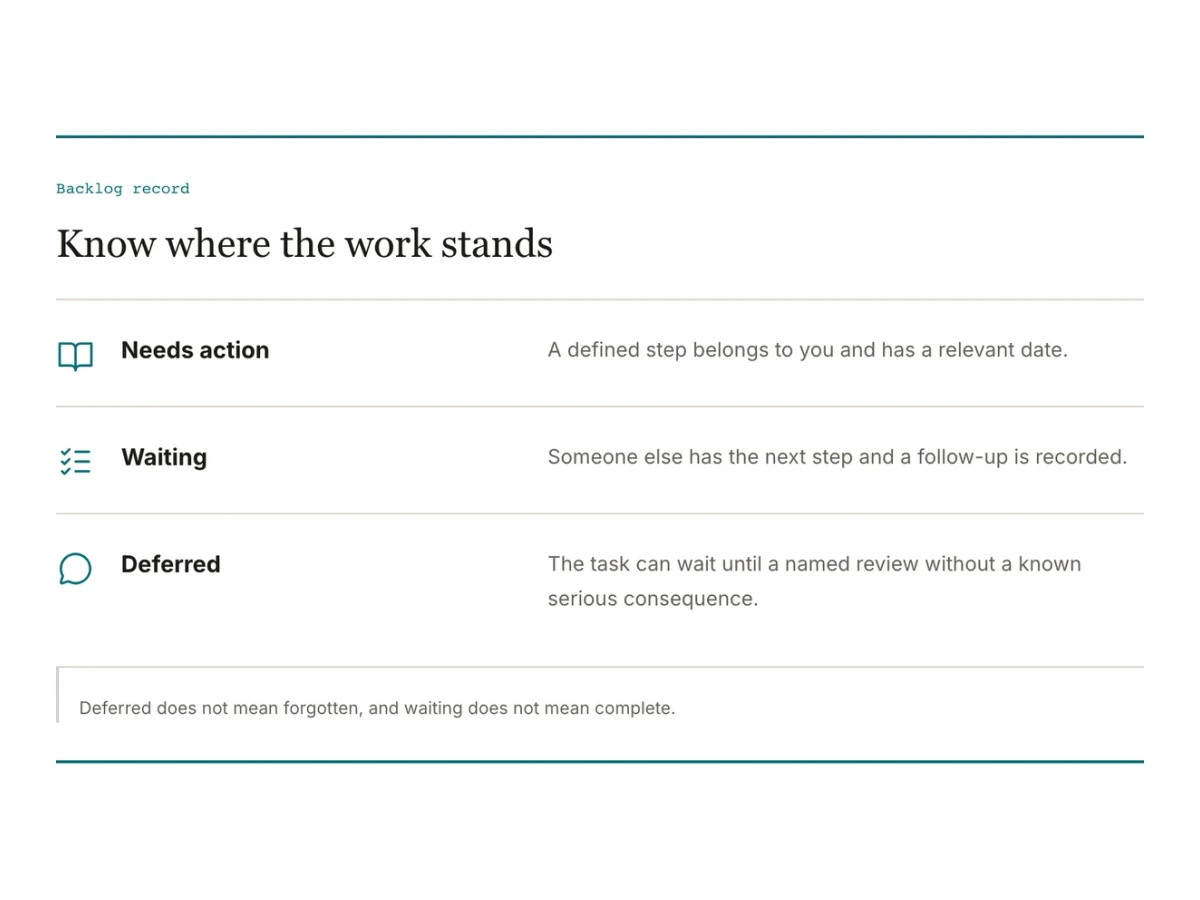 Backlog record
Know where the work stands
Needs action
A defined step belongs to you and has a relevant date.
Waiting
Someone else has the next step and a follow-up is recorded.
Deferred
The task can wait until a named review without a known
serious consequence.
Deferred does not mean forgotten, and waiting does not mean complete.